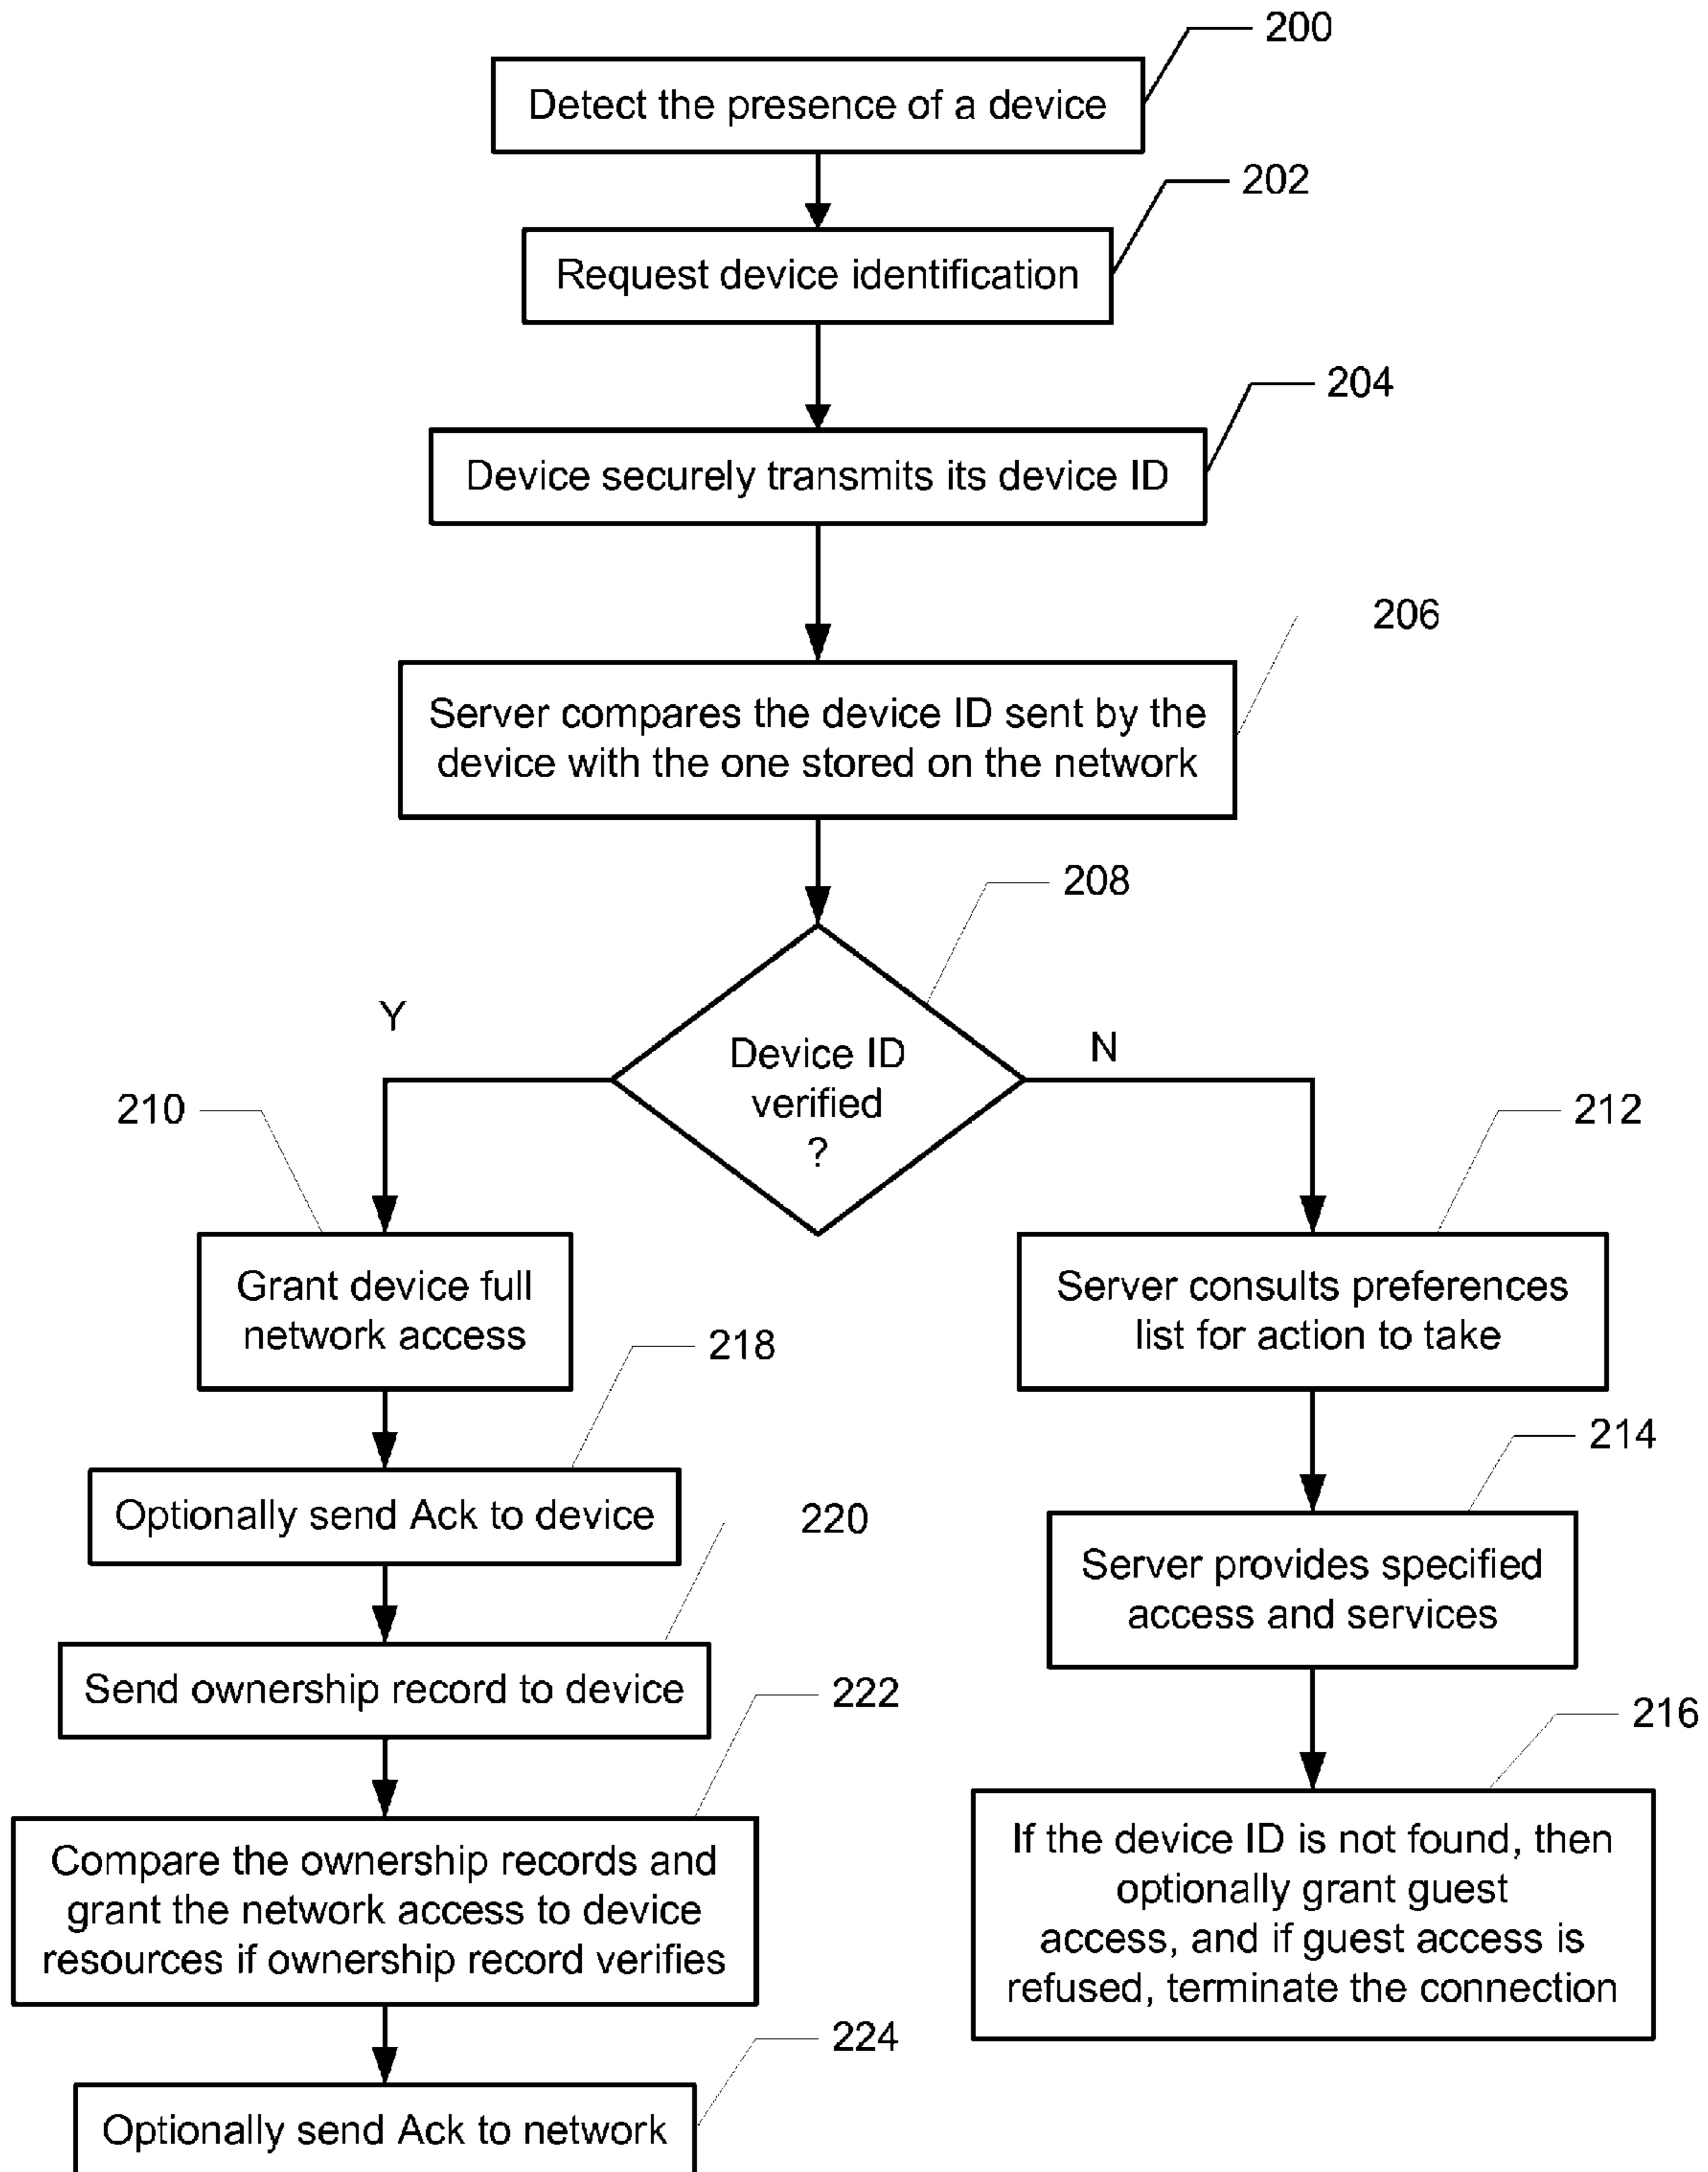 200
Detect the presence of a device
202
Request device identification
204
Device securely transmits its device ID
206
Server compares the device ID sent by the
device with the one stored on the network
208
Y
N
Device ID
verified
?
210
212
Grant device full
network access
Server consults preferences
list for action to take
218
214
Optionally send Ack to device
Server provides specified
access and services
220
Send ownership record to device
222
216
Compare the ownership records and
grant the network access to device
resources if ownership record verifies
If the device ID is not found, then
optionally grant guest
access, and if guest access is
refused, terminate the connection
224
Optionally send Ack to network